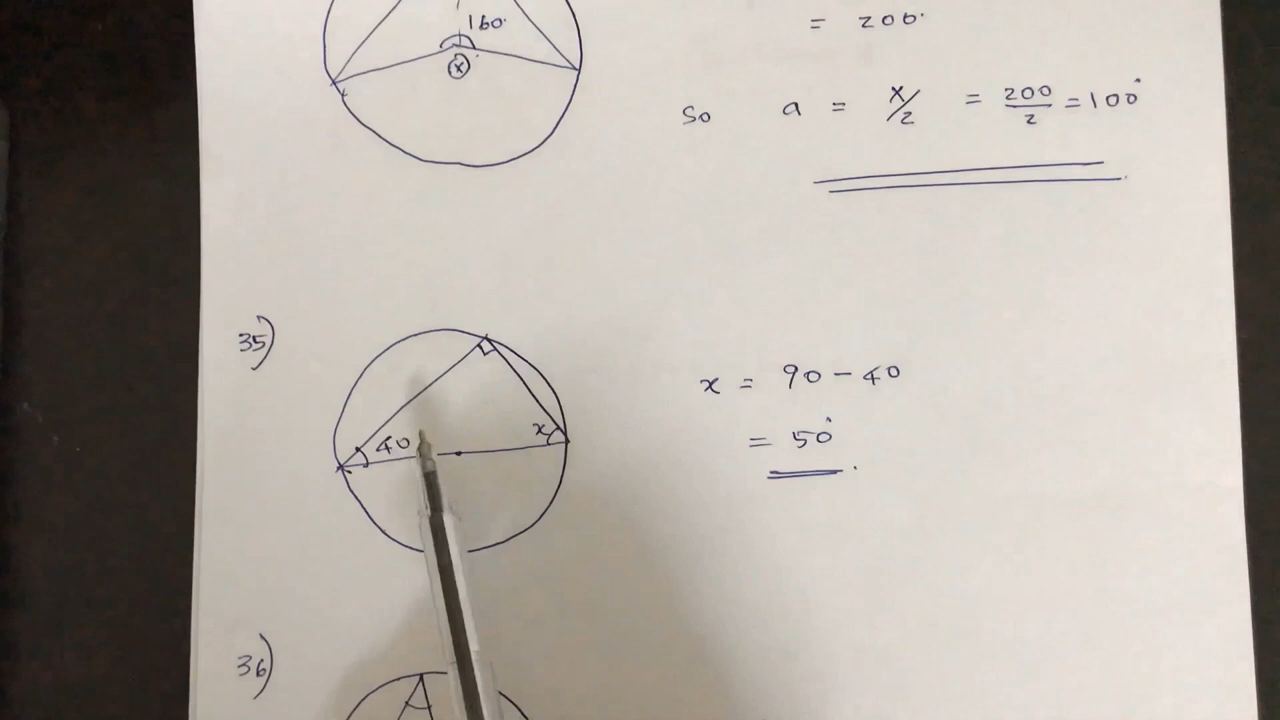 160°
x
= 200°
So a = x/2 = 200/2 = 100°
35)
40
x
x = 90 - 40
= 50°
36)